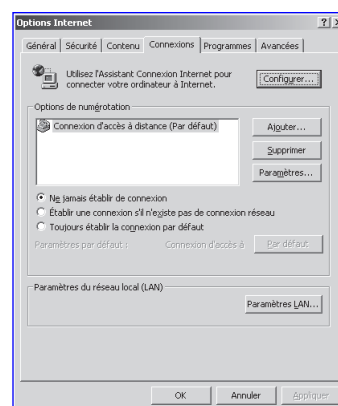 Options Internet
Général Sécurité Contenu Connexions Programmes Avancées
Utilisez l'Assistant Connexion Internet pour
connecter votre ordinateur à Internet.
Configurer...
Options de numérotation
Connexion d'accès à distance (Par défaut)
Ajouter...
Supprimer
Paramètres...
Ne jamais établir de connexion
Établir une connexion s'il n'existe pas de connexion réseau
Toujours établir la connexion par défaut
Paramètres par défaut : Connexion d'accès à Par défaut
Paramètres du réseau local (LAN)
Paramètres LAN...
OK Annuler Appliquer